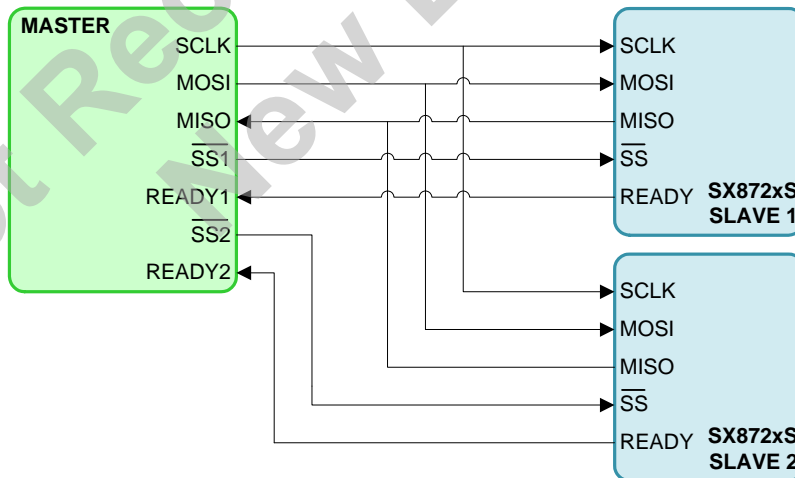 MASTER
SCLK
MOSI
MISO
SS1
READY1
SS2
READY2
SCLK
MOSI
MISO
SS
READY
SX872xS
SLAVE 1
SCLK
MOSI
MISO
SS
READY
SX872xS
SLAVE 2
New